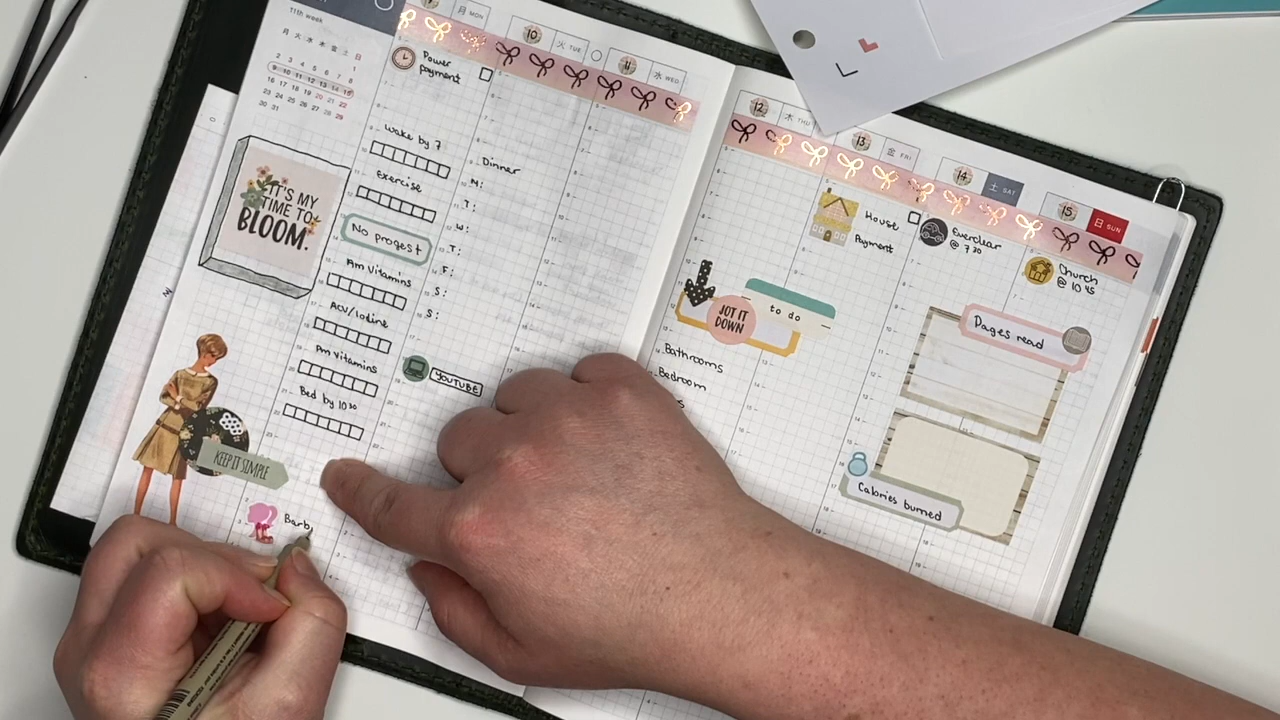 11th week
月 火 水 木 金 土 日
1
2 3 4 5 6 7 8
9 10 11 12 13 14 15
16 17 18 19 20 21 22
23 24 25 26 27 28 29
30 31
IT'S MY
TIME TO
BLOOM.
KEEP IT SIMPLE
Barb
月 MON
Power
payment
Wake by 7
Exercise
No progest
Am Vitamins
ACV/Iodine
Am Vitamins
Bed by 10 30
10 火 TUE
Dinner
M:
T:
W:
T:
F:
S:
S:
YOUTUBE
11 水 WED
12 木 THU
JOT IT
DOWN
to do
Bathrooms
Bedroom
13 金 FRI
House
Payment
14 土 SAT
Everclear
@ 7 30
Pages read
Calories burned
15 日 SUN
Church
@ 10 45